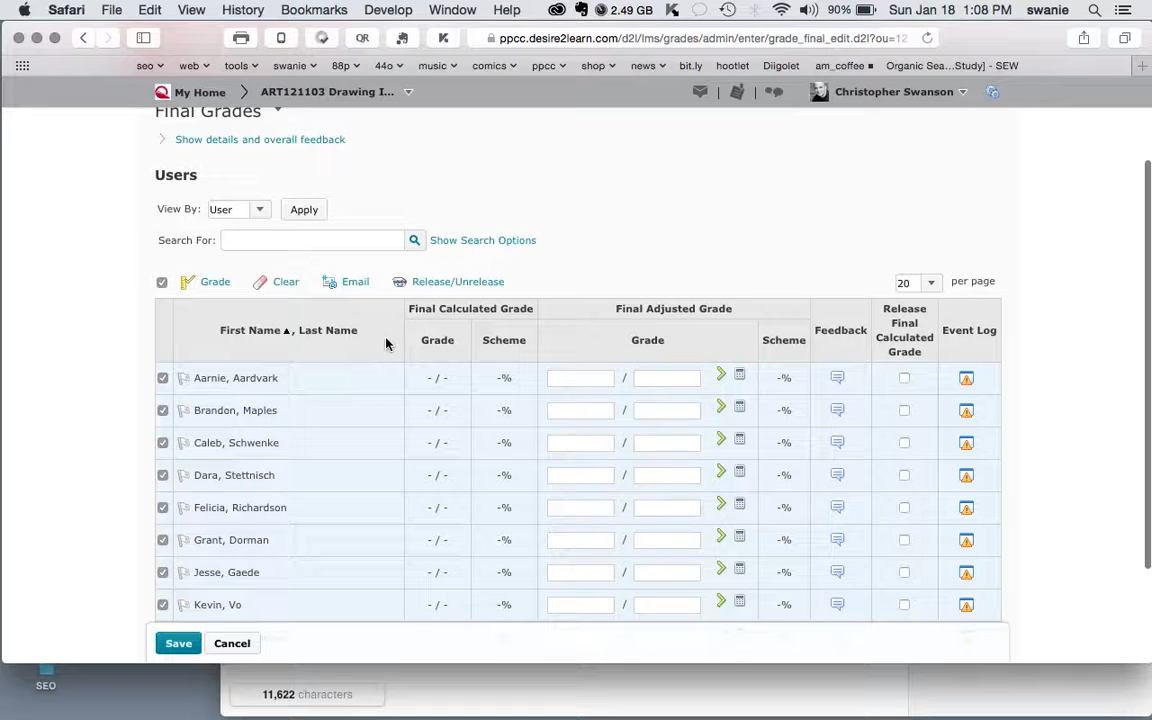 Safari File Edit View History Bookmarks Develop Window Help 2.49 GB 90% Sun Jan 18 1:08 PM swanie
QR K ppcc.desire2learn.com/d2l/lms/grades/admin/enter/grade_final_edit.d2l?ou=12
seo web tools swanie 88p 44o music comics ppcc shop news bit.ly hootlet Diigolet am_coffee Organic Sea...Study] - SEW
My Home ART121103 Drawing I... Christopher Swanson
Final Grades
Show details and overall feedback
Users
View By: User Apply
Search For: Show Search Options
Grade Clear Email Release/Unrelease 20 per page
First Name , Last Name Final Calculated Grade Final Adjusted Grade Feedback Release Final Calculated Grade Event Log
Grade Scheme Grade Scheme
Aarnie, Aardvark - / - -% / -%
Brandon, Maples - / - -% / -%
Caleb, Schwenke - / - -% / -%
Dara, Stettnisch - / - -% / -%
Felicia, Richardson - / - -% / -%
Grant, Dorman - / - -% / -%
Jesse, Gaede - / - -% / -%
Kevin, Vo - / - -% / -%
Save Cancel
SEO
11,622 characters